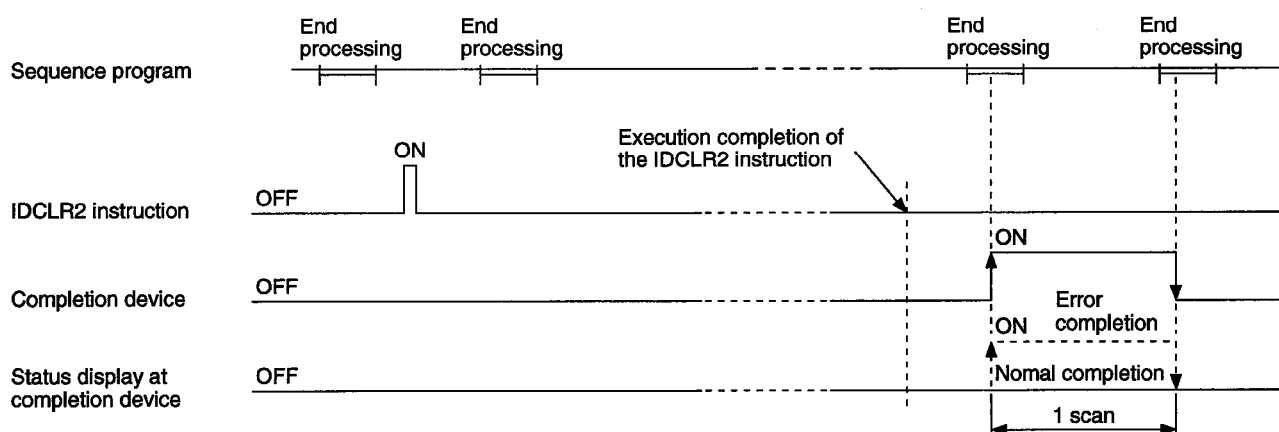 End
processing
End
processing
End
processing
End
processing
Sequence program
Execution completion of
the IDCLR2 instruction
ON
OFF
IDCLR2 instruction
ON
OFF
Completion device
Error
completion
ON
OFF
Status display at
completion device
Nomal completion
1 scan